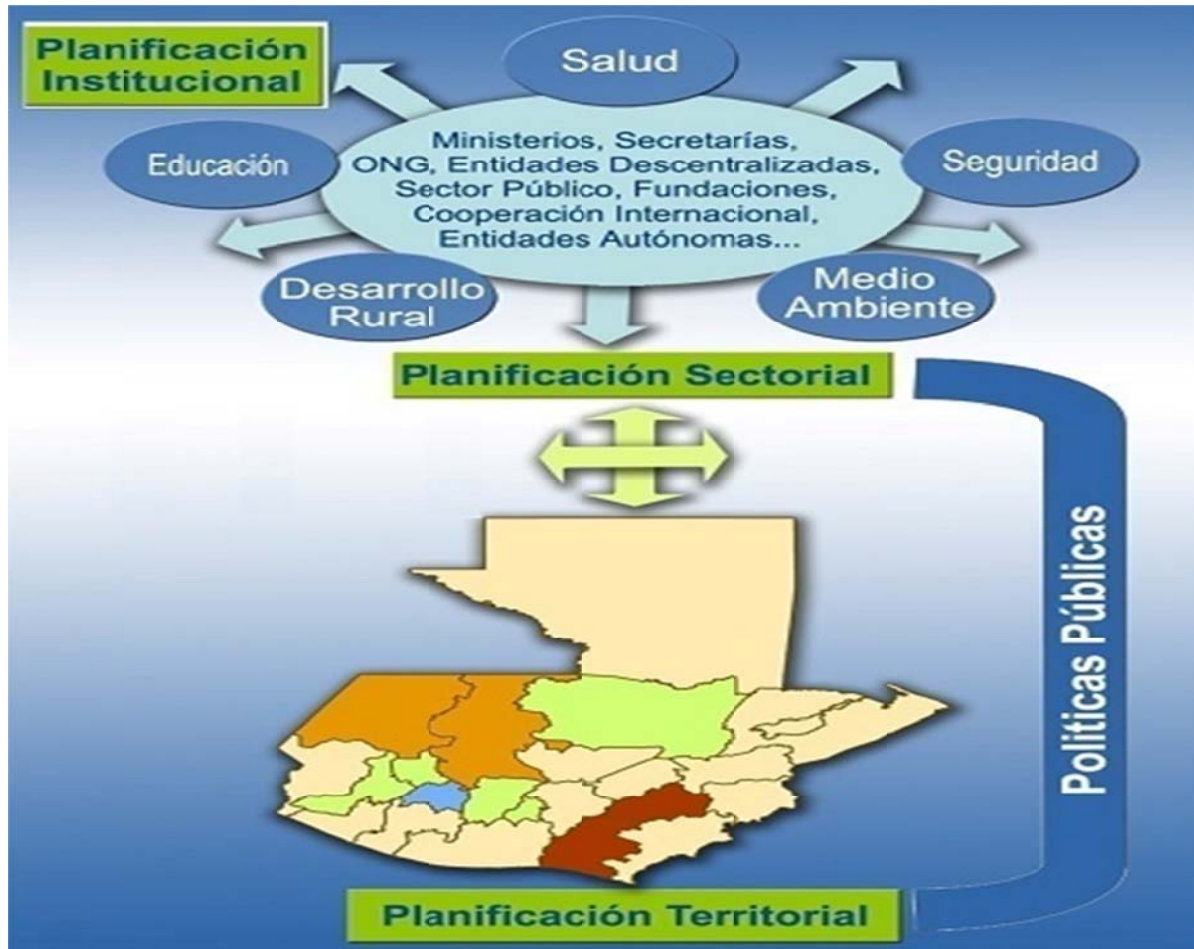 Planificación
Institucional
Salud
Educación
Ministerios, Secretarías,
ONG, Entidades Descentralizadas,
Sector Público, Fundaciones,
Cooperación Internacional,
Entidades Autónomas...
Seguridad
Desarrollo
Rural
Medio
Ambiente
Planificación Sectorial
Políticas Públicas
Planificación Territorial